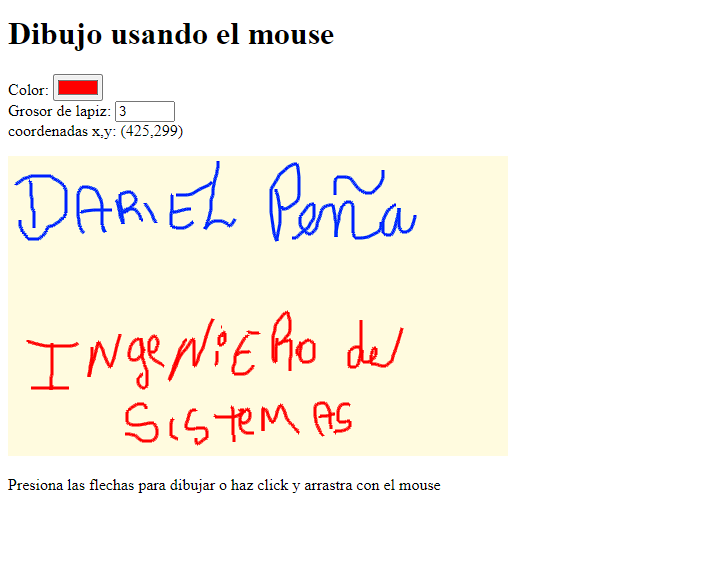 Dibujo usando el mouse
Color:
Grosor de lapiz: 3
coordenadas x,y: (425,299)
DARIEL Peña
INgeNiERo del
SISteMAS
Presiona las flechas para dibujar o haz click y arrastra con el mouse